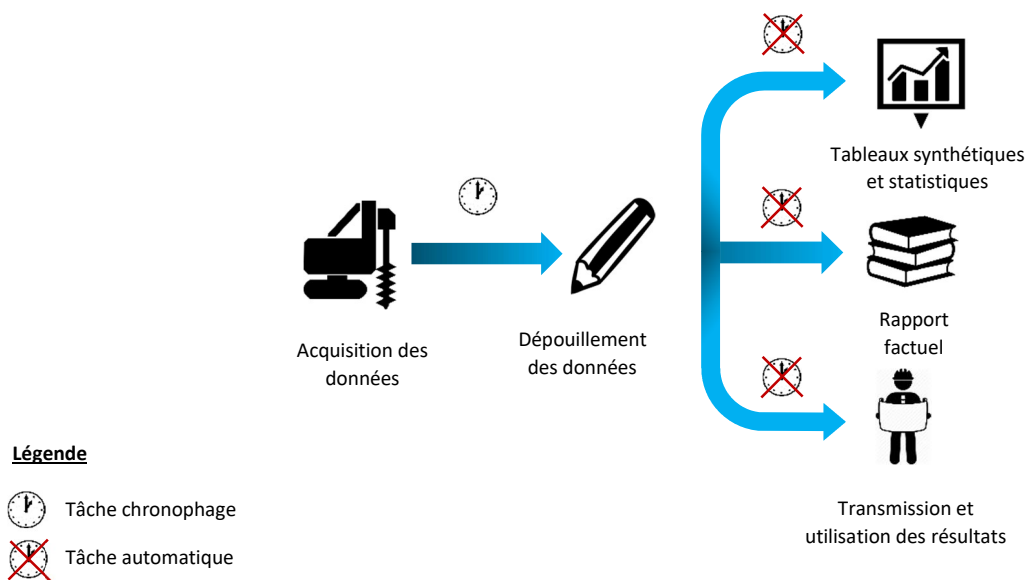 Tableaux synthétiques
et statistiques
Acquisition des
données
Dépouillement
des données
Rapport
factuel
Légende
Tâche chronophage
Tâche automatique
Transmission et
utilisation des résultats